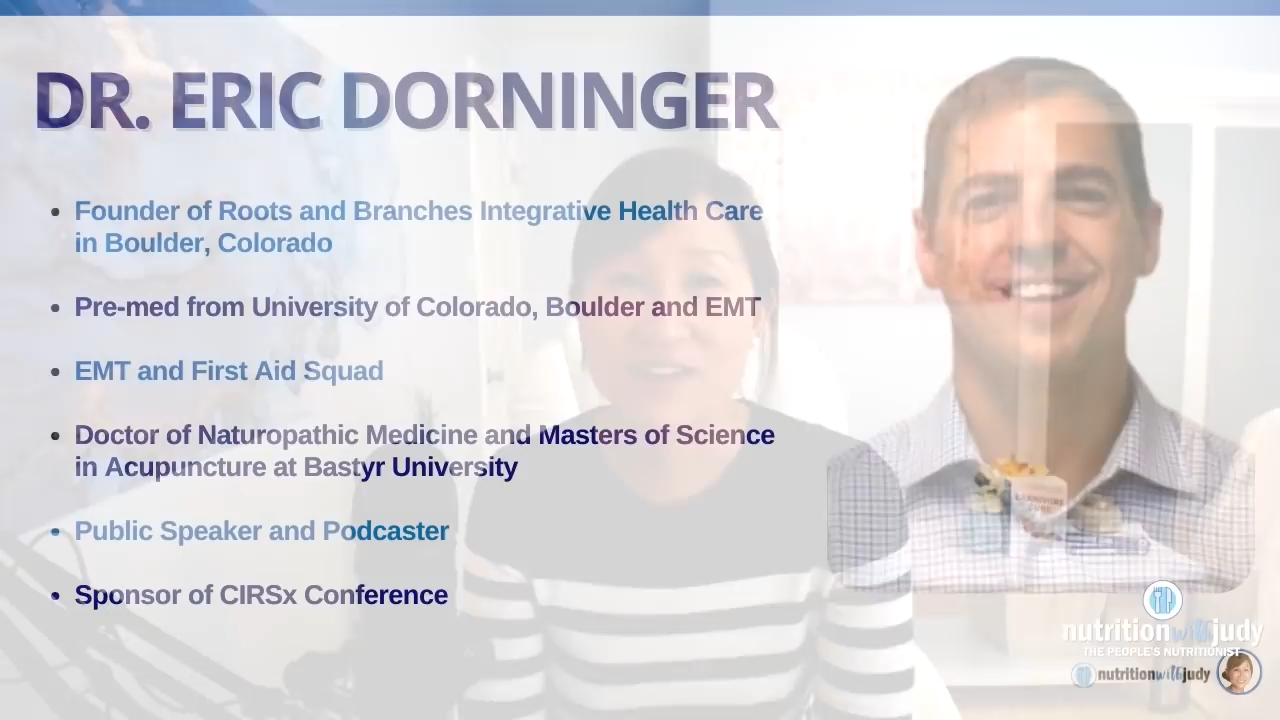 DR. ERIC DORNINGER
• Founder of Roots and Branches Integrative Health Care
in Boulder, Colorado
• Pre-med from University of Colorado, Boulder and EMT
• EMT and First Aid Squad
• Doctor of Naturopathic Medicine and Masters of Science
in Acupuncture at Bastyr University
• Public Speaker and Podcaster
• Sponsor of CIRSx Conference
CARNIVORE
CURE
nutritionwithjudy
THE PEOPLE'S NUTRITIONIST
nutritionwithjudy